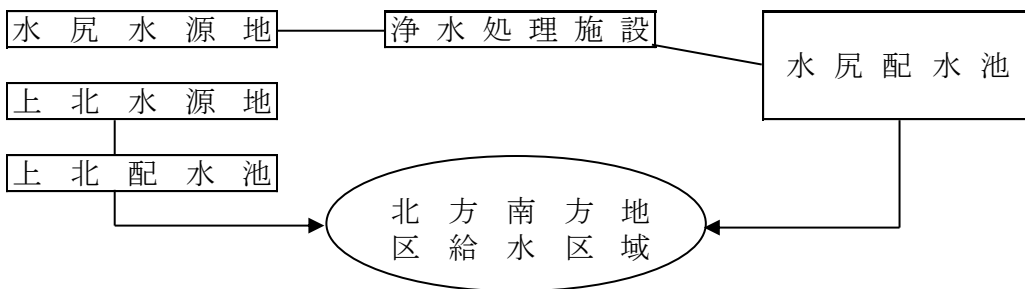 水尻水源地
浄水処理施設
水尻配水池
上北水源地
上北配水池
北方南方地
区給水区域